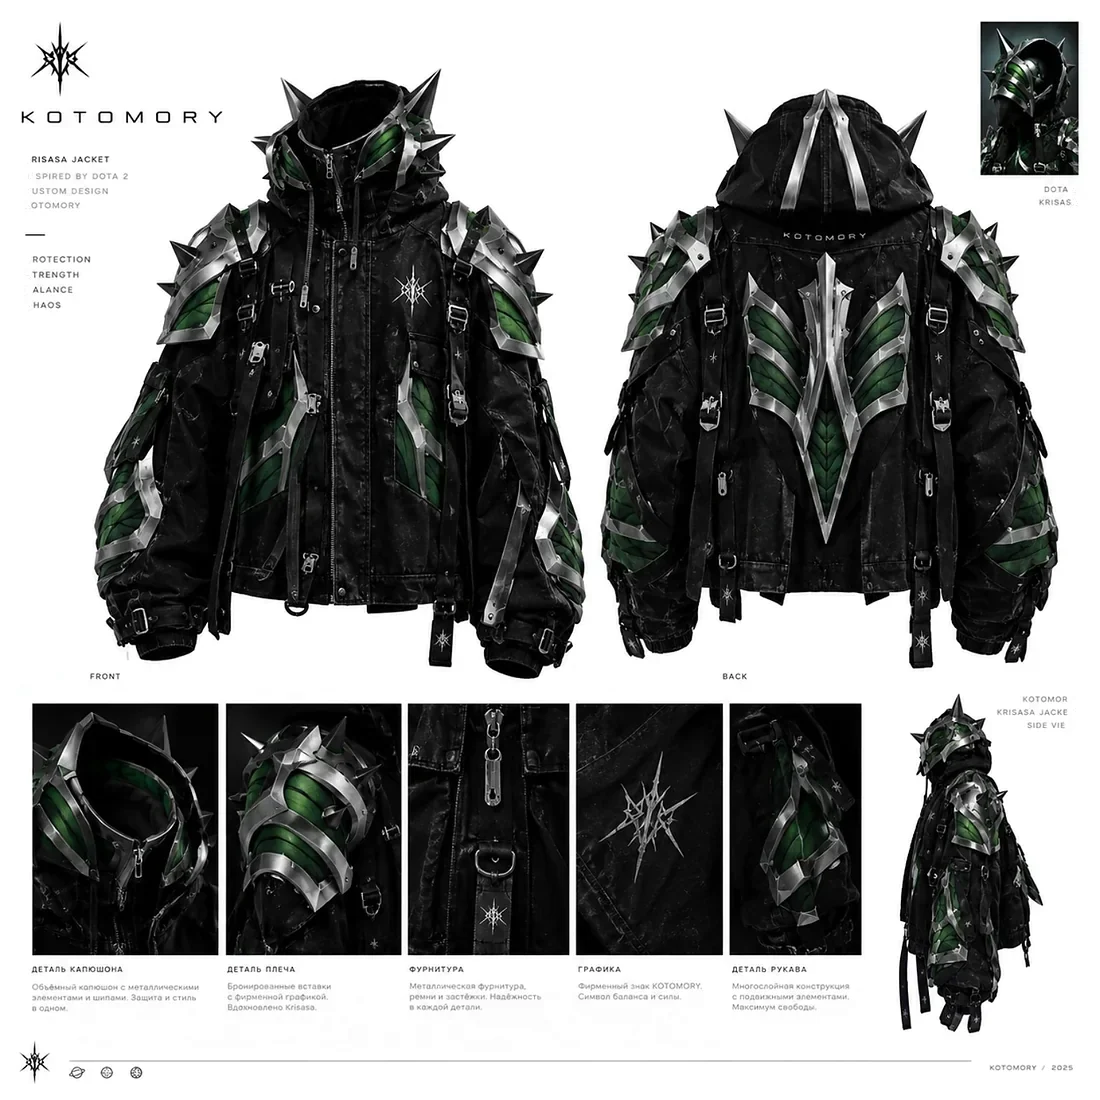 KOTOMORY
RISASA JACKET
SPIRED BY DOTA 2
USTOM DESIGN
OTOMORY
ROTECTION
TRENGTH
ALANCE
HAOS
DOTA
KRISAS
KOTOMORY
FRONT
BACK
KOTOMOR
KRISASA JACKE
SIDE VIE
ДЕТАЛЬ КАПЮШОНА
Объёмный капюшон с металлическими
элементами и шипами. Защита и стиль
в одном.
ДЕТАЛЬ ПЛЕЧА
Бронированные вставки
с фирменной графикой.
Вдохновлено Krisasa.
ФУРНИТУРА
Металлическая фурнитура,
ремни и застёжки. Надёжность
в каждой детали.
ГРАФИКА
Фирменный знак KOTOMORY.
Символ баланса и силы.
ДЕТАЛЬ РУКАВА
Многослойная конструкция
с подвижными элементами.
Максимум свободы.
KOTOMORY / 2025